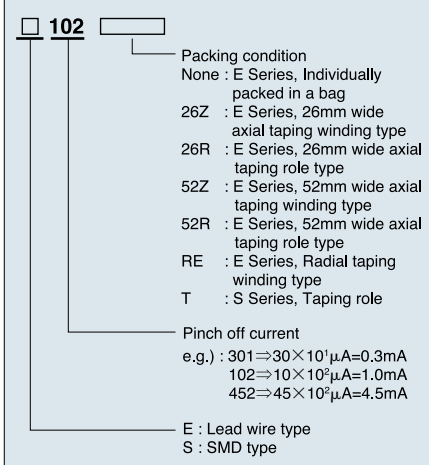 □ 102
Packing condition
None : E Series, Individually
packed in a bag
26Z : E Series, 26mm wide
axial taping winding type
26R : E Series, 26mm wide axial
taping role type
52Z : E Series, 52mm wide axial
taping winding type
52R : E Series, 52mm wide axial
taping role type
RE : E Series, Radial taping
winding type
T : S Series, Taping role
Pinch off current
e.g.) : 301⇒30×10¹μA=0.3mA
102⇒10×10²μA=1.0mA
452⇒45×10²μA=4.5mA
E : Lead wire type
S : SMD type